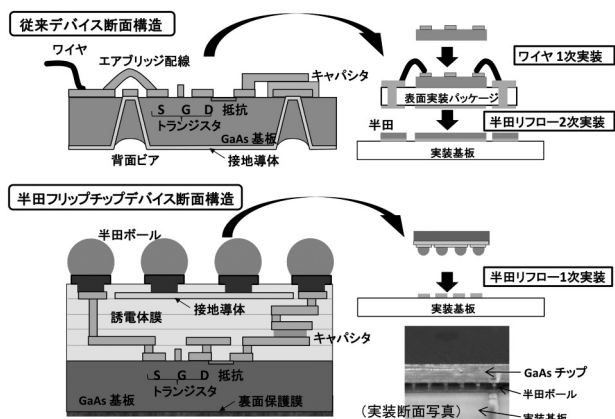 従来デバイス断面構造
ワイヤ
エアブリッジ配線
キャパシタ
S G D 抵抗
トランジスタ
GaAs 基板
背面ビア
接地導体
ワイヤ 1次実装
表面実装パッケージ
半田
半田リフロー2次実装
実装基板
半田フリップチップデバイス断面構造
半田ボール
接地導体
誘電体膜
キャパシタ
S G D 抵抗
トランジスタ
GaAs 基板
裏面保護膜
半田リフロー1次実装
実装基板
GaAs チップ
半田ボール
実装基板
(実装断面写真)